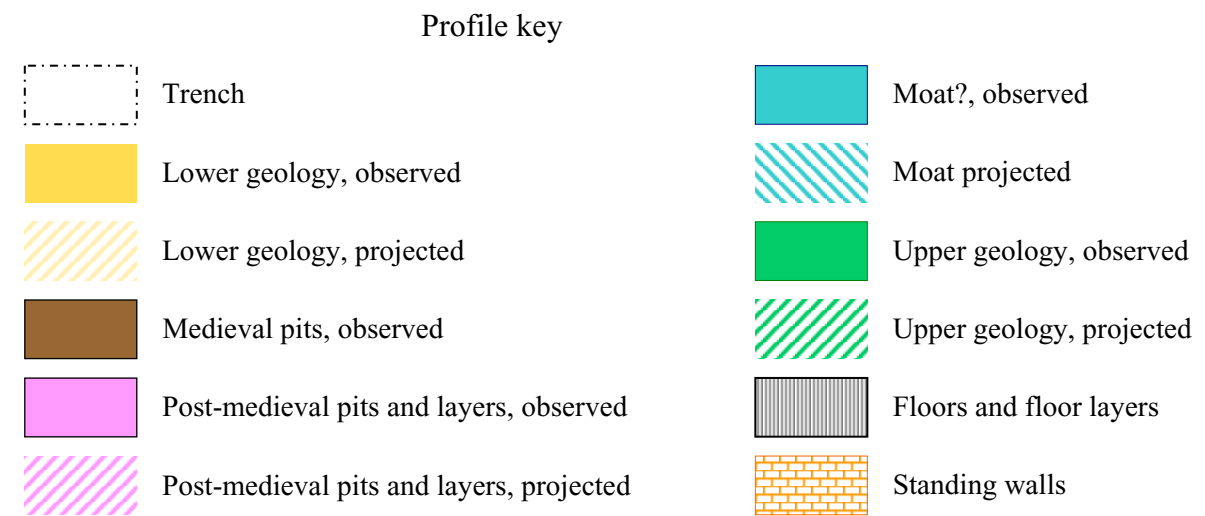 Profile key
Trench
Lower geology, observed
Lower geology, projected
Medieval pits, observed
Post-medieval pits and layers, observed
Post-medieval pits and layers, projected
Moat?, observed
Moat projected
Upper geology, observed
Upper geology, projected
Floors and floor layers
Standing walls